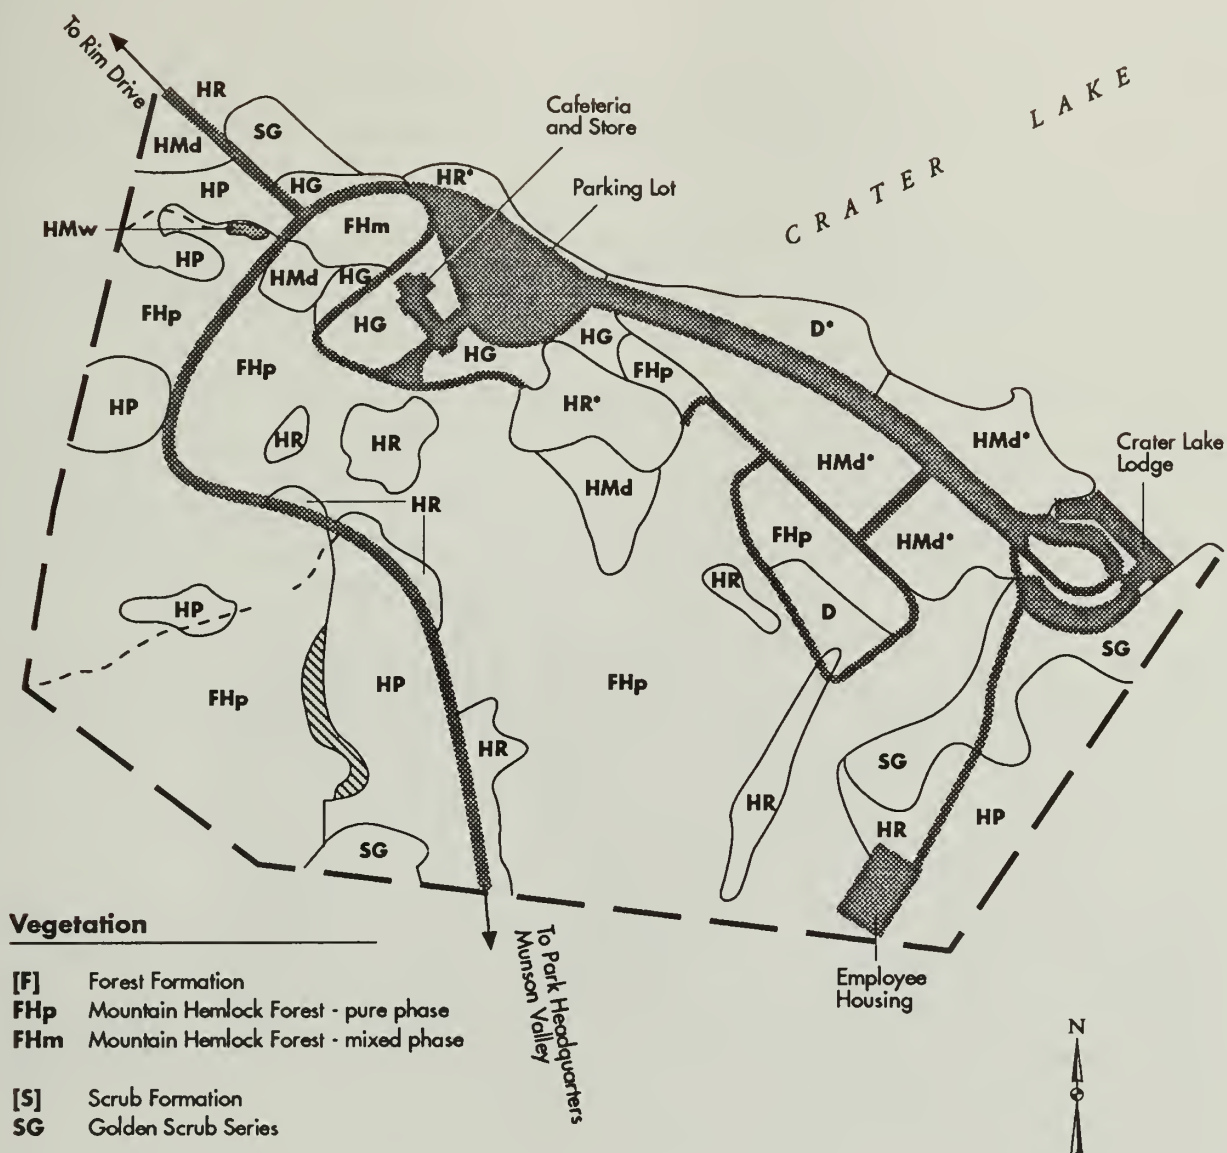 To Rim Drive
HR
HMd
SG
Cafeteria
and Store
CRATER LAKE
HP
HG
HR•
Parking Lot
HMw
FHm
HP
HMd
HG
FHp
HG
HG
HG
D•
FHp
FHp
HP
HR•
HR
HR
HMd•
HMd•
Crater Lake
Lodge
HMd
HR
FHp
HMd•
HR
HP
D
SG
FHp
HP
FHp
HR
SG
HR
HP
HR
SG
Employee
Housing
To Park Headquarters
Munson Valley
N
Vegetation
[F] Forest Formation
FHp Mountain Hemlock Forest - pure phase
FHm Mountain Hemlock Forest - mixed phase
[S] Scrub Formation
SG Golden Scrub Series